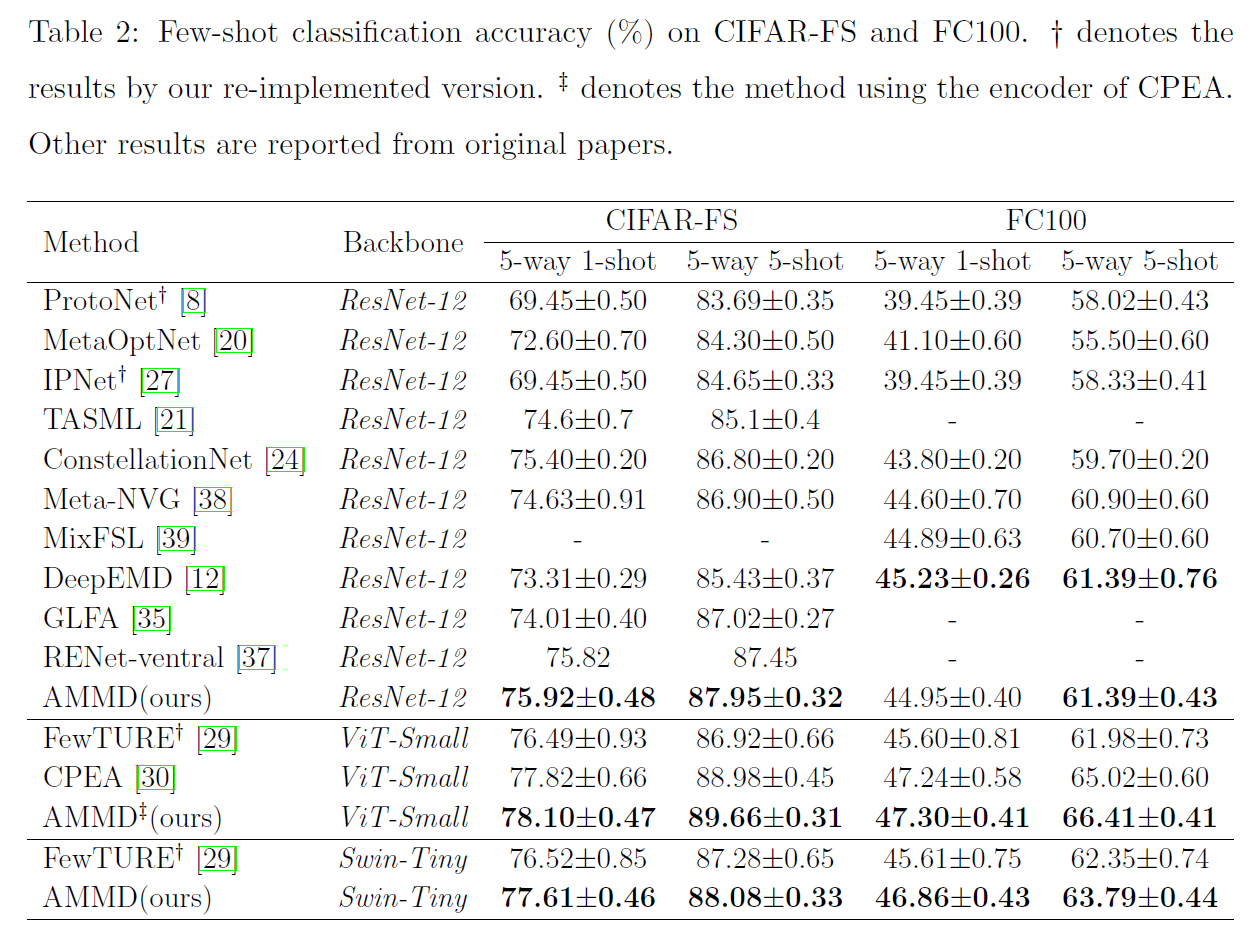 Table 2: Few-shot classification accuracy (%) on CIFAR-FS and FC100. † denotes the
results by our re-implemented version. ‡ denotes the method using the encoder of CPEA.
Other results are reported from original papers.
Method Backbone CIFAR-FS FC100
5-way 1-shot 5-way 5-shot 5-way 1-shot 5-way 5-shot
ProtoNet† [8] ResNet-12 69.45±0.50 83.69±0.35 39.45±0.39 58.02±0.43
MetaOptNet [20] ResNet-12 72.60±0.70 84.30±0.50 41.10±0.60 55.50±0.60
IPNet† [27] ResNet-12 69.45±0.50 84.65±0.33 39.45±0.39 58.33±0.41
TASML [21] ResNet-12 74.6±0.7 85.1±0.4 - -
ConstellationNet [24] ResNet-12 75.40±0.20 86.80±0.20 43.80±0.20 59.70±0.20
Meta-NVG [38] ResNet-12 74.63±0.91 86.90±0.50 44.60±0.70 60.90±0.60
MixFSL [39] ResNet-12 - - 44.89±0.63 60.70±0.60
DeepEMD [12] ResNet-12 73.31±0.29 85.43±0.37 45.23±0.26 61.39±0.76
GLFA [35] ResNet-12 74.01±0.40 87.02±0.27 - -
RENet-ventral [37] ResNet-12 75.82 87.45 - -
AMMD(ours) ResNet-12 75.92±0.48 87.95±0.32 44.95±0.40 61.39±0.43
FewTURE† [29] ViT-Small 76.49±0.93 86.92±0.66 45.60±0.81 61.98±0.73
CPEA [30] ViT-Small 77.82±0.66 88.98±0.45 47.24±0.58 65.02±0.60
AMMD‡(ours) ViT-Small 78.10±0.47 89.66±0.31 47.30±0.41 66.41±0.41
FewTURE† [29] Swin-Tiny 76.52±0.85 87.28±0.65 45.61±0.75 62.35±0.74
AMMD(ours) Swin-Tiny 77.61±0.46 88.08±0.33 46.86±0.43 63.79±0.44